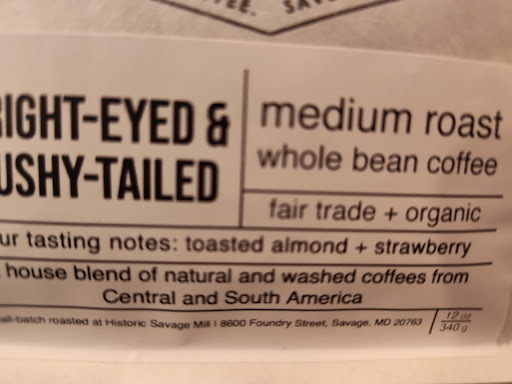 RIGHT-EYED &
USHY-TAILED
medium roast
whole bean coffee
fair trade + organic
ur tasting notes: toasted almond + strawberry
house blend of natural and washed coffees from
Central and South America
all-batch roasted at Historic Savage Mill | 8600 Foundry Street, Savage, MD 20763
12 oz
340 g